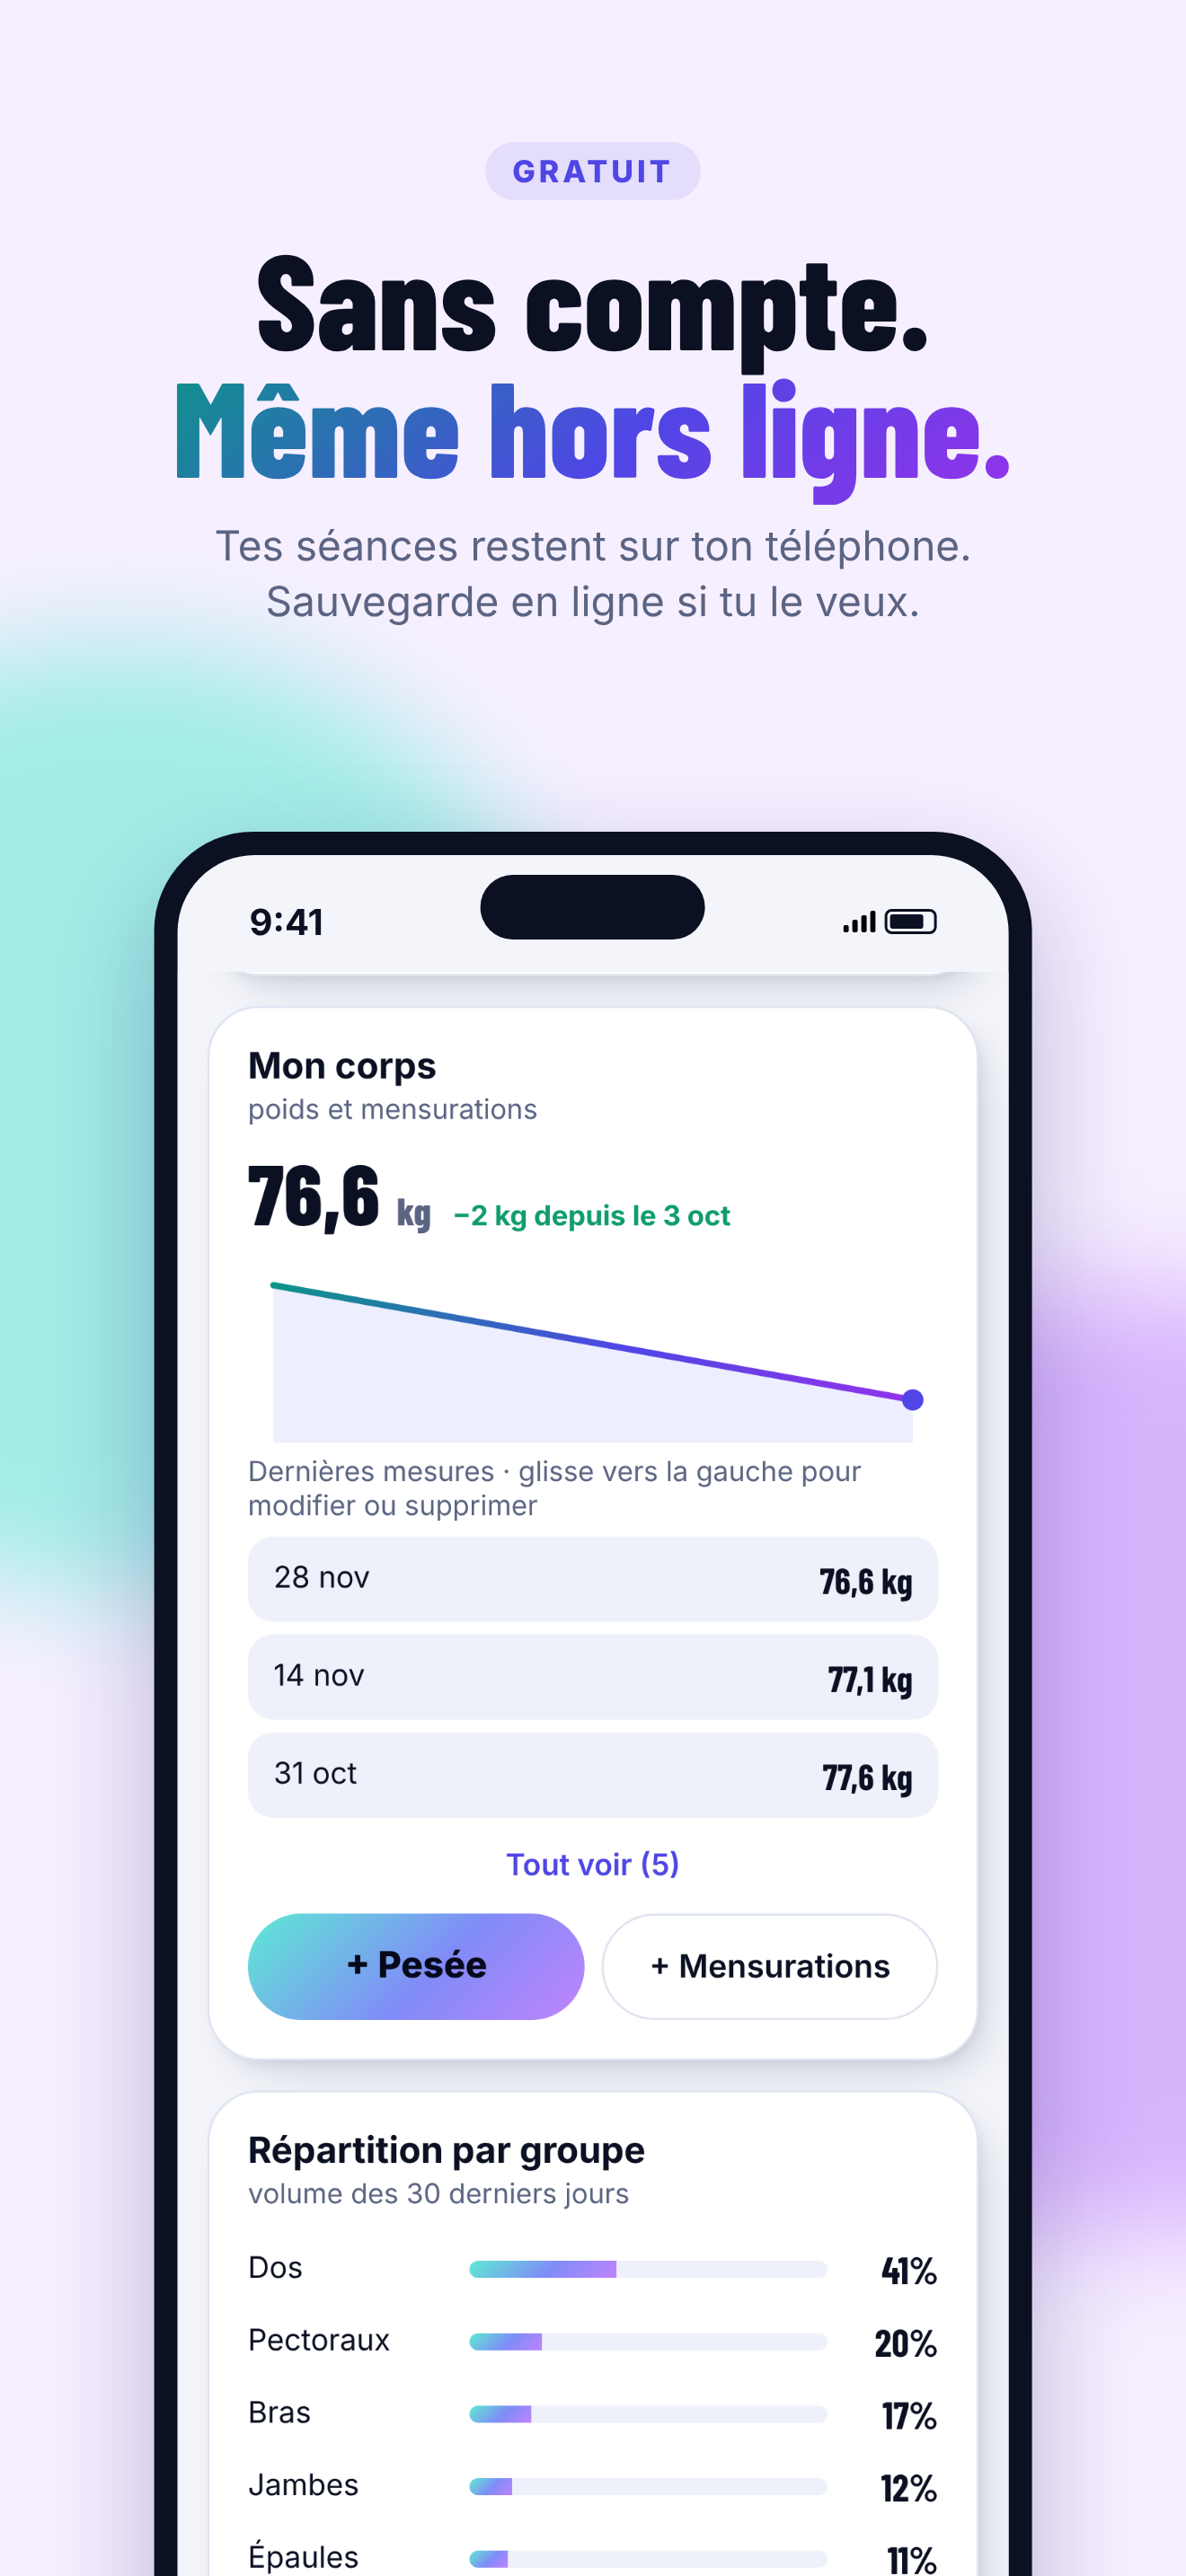 GRATUIT
Sans compte.
Même hors ligne.
Tes séances restent sur ton téléphone.
Sauvegarde en ligne si tu le veux.
9:41
Mon corps
poids et mensurations
76,6 kg −2 kg depuis le 3 oct
Dernières mesures · glisse vers la gauche pour
modifier ou supprimer
28 nov 76,6 kg
14 nov 77,1 kg
31 oct 77,6 kg
Tout voir (5)
+ Pesée + Mensurations
Répartition par groupe
volume des 30 derniers jours
Dos 41%
Pectoraux 20%
Bras 17%
Jambes 12%
Épaules 11%